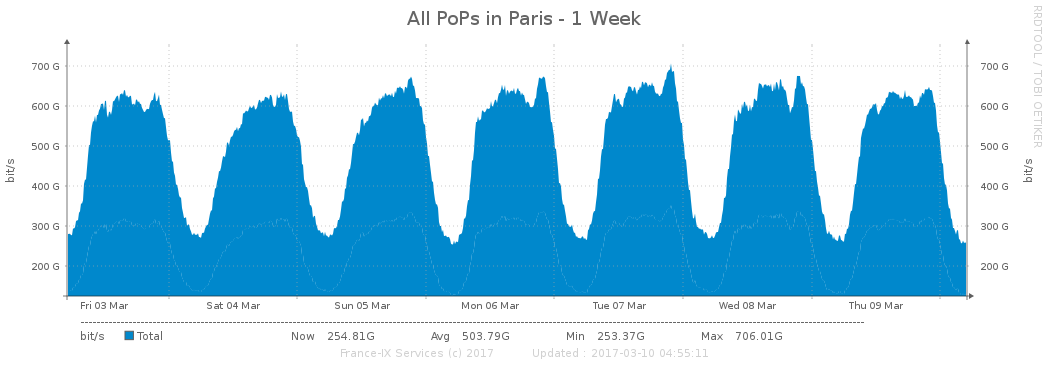 All PoPs in Paris - 1 Week
RRDTOOL / TOBI OETIKER
bit/s
700 G
600 G
500 G
400 G
300 G
200 G
700 G
600 G
500 G
400 G
300 G
200 G
bit/s
Fri 03 Mar Sat 04 Mar Sun 05 Mar Mon 06 Mar Tue 07 Mar Wed 08 Mar Thu 09 Mar
bit/s Total Now 254.81G Avg 503.79G Min 253.37G Max 706.01G
France-IX Services (c) 2017 Updated : 2017-03-10 04:55:11